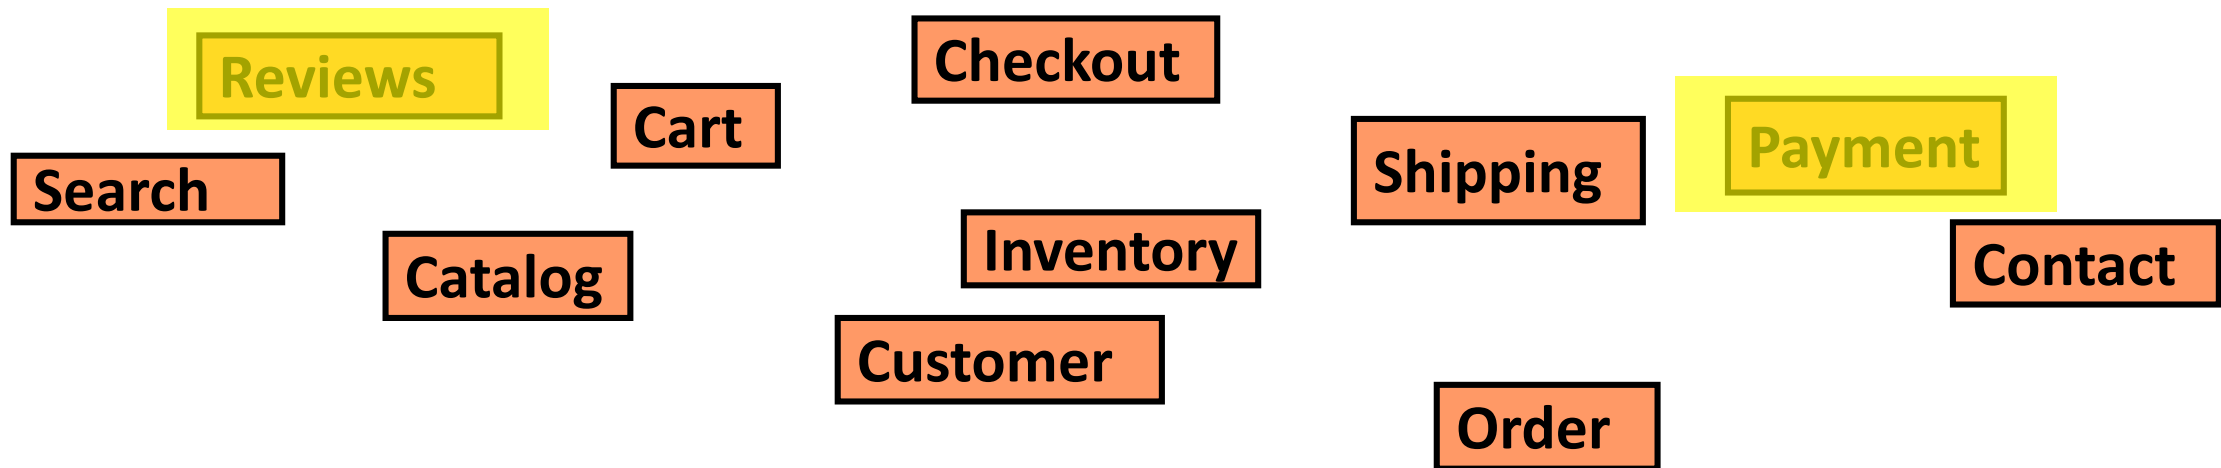 Reviews
Checkout
Cart
Payment
Search
Shipping
Inventory
Contact
Catalog
Customer
Order